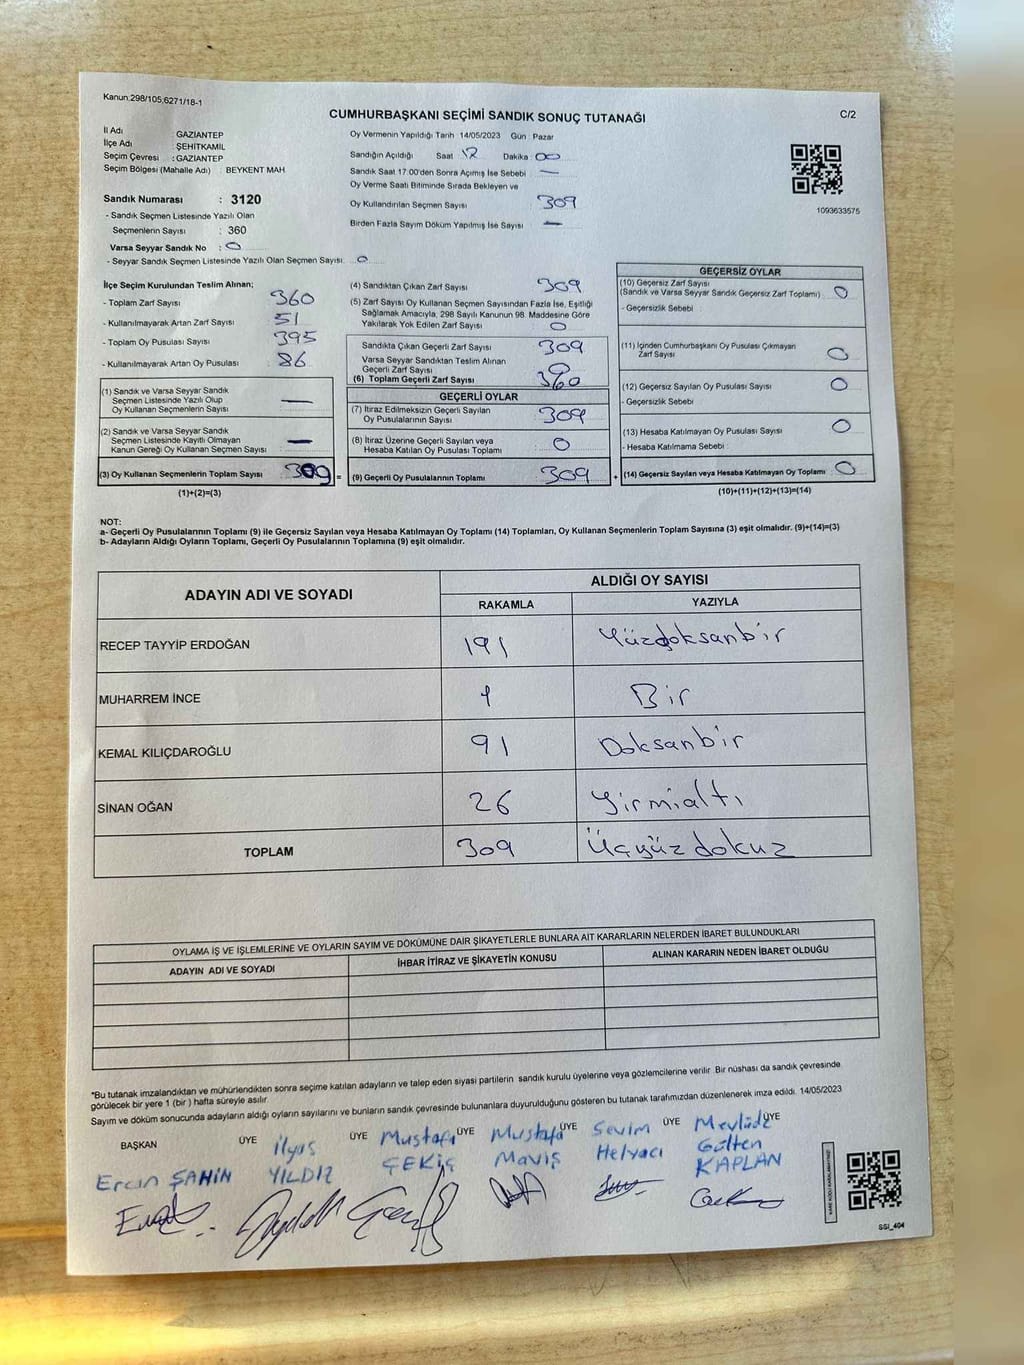 Kanun.298/105,6271/18-1
CUMHURBAŞKANI SEÇİMİ SANDIK SONUÇ TUTANAĞI
C/2
İl Adı : GAZİANTEP
İlçe Adı : ŞEHİTKAMİL
Seçim Çevresi : GAZİANTEP
Seçim Bölgesi (Mahalle Adı) : BEYKENT MAH
Sandık Numarası : 3120
- Sandık Seçmen Listesinde Yazılı Olan
Seçmenlerin Sayısı : 360
Varsa Seyyar Sandık No : 0
- Seyyar Sandık Seçmen Listesinde Yazılı Olan Seçmen Sayısı: 0
Oy Vermenin Yapıldığı Tarih : 14/05/2023 Gün : Pazar
Sandığın Açıldığı Saat 12 Dakika : 00
Sandık Saat 17.00'den Sonra Açımış İse Sebebi : —
Oy Verme Saati Bitiminde Sırada Bekleyen ve
Oy Kullandırılan Seçmen Sayısı : 309
Birden Fazla Sayım Döküm Yapılmış İse Sayısı : —
1093633575
İlçe Seçim Kurulundan Teslim Alınan;
- Toplam Zarf Sayısı : 360
- Kullanılmayarak Artan Zarf Sayısı : 51
- Toplam Oy Pusulası Sayısı : 395
- Kullanılmayarak Artan Oy Pusulası : 86
(1) Sandık ve Varsa Seyyar Sandık
Seçmen Listesinde Yazılı Olup
Oy Kullanan Seçmenlerin Sayısı : —
(2) Sandık ve Varsa Seyyar Sandık
Seçmen Listesinde Kayıtlı Olmayan
Kanun Gereği Oy Kullanan Seçmen Sayısı : —
(3) Oy Kullanan Seçmenlerin Toplam Sayısı : 309 =
(1)+(2)=(3)
(4) Sandıktan Çıkan Zarf Sayısı : 309
(5) Zarf Sayısı Oy Kullanan Seçmen Sayısından Fazla İse, Eşitliği
Sağlamak Amacıyla, 298 Sayılı Kanunun 98. Maddesine Göre
Yakılarak Yok Edilen Zarf Sayısı : 0
Sandıkta Çıkan Geçerli Zarf Sayısı : 309
Varsa Seyyar Sandıktan Teslim Alınan
Geçerli Zarf Sayısı : 0
(6) Toplam Geçerli Zarf Sayısı : 360
GEÇERLİ OYLAR
(7) İtiraz Edilmeksizin Geçerli Sayılan
Oy Pusulalarının Sayısı : 309
(8) İtiraz Üzerine Geçerli Sayılan veya
Hesaba Katılan Oy Pusulası Toplamı : 0
(9) Geçerli Oy Pusulalarının Toplamı : 309 +
GEÇERSİZ OYLAR
(10) Geçersiz Zarf Sayısı
(Sandık ve Varsa Seyyar Sandık Geçersiz Zarf Toplamı) : 0
- Geçersizlik Sebebi :
(11) İçinden Cumhurbaşkanı Oy Pusulası Çıkmayan
Zarf Sayısı : 0
(12) Geçersiz Sayılan Oy Pusulası Sayısı : 0
- Geçersizlik Sebebi :
(13) Hesaba Katılmayan Oy Pusulası Sayısı : 0
- Hesaba Katılmama Sebebi :
(14) Geçersiz Sayılan veya Hesaba Katılmayan Oy Toplamı : 0
(10)+(11)+(12)+(13)=(14)
NOT:
a- Geçerli Oy Pusulalarının Toplamı (9) ile Geçersiz Sayılan veya Hesaba Katılmayan Oy Toplamı (14) Toplamları, Oy Kullanan Seçmenlerin Toplam Sayısına (3) eşit olmalıdır. (9)+(14)=(3)
b- Adayların Aldığı Oyların Toplamı, Geçerli Oy Pusulalarının Toplamına (9) eşit olmalıdır.
ADAYIN ADI VE SOYADI
ALDIĞI OY SAYISI
RAKAMLA YAZIYLA
RECEP TAYYİP ERDOĞAN 191 Yüzdoksanbir
MUHARREM İNCE 1 Bir
KEMAL KILIÇDAROĞLU 91 Doksanbir
SİNAN OĞAN 26 Yirmialtı
TOPLAM 309 Üçyüzdokuz
OYLAMA İŞ VE İŞLEMLERİNE VE OYLARIN SAYIM VE DÖKÜMÜNE DAİR ŞİKAYETLERLE BUNLARA AİT KARARLARIN NELERDEN İBARET BULUNDUKLARI
ADAYIN ADI VE SOYADI İHBAR İTİRAZ VE ŞİKAYETİN KONUSU ALINAN KARARIN NEDEN İBARET OLDUĞU
*Bu tutanak imzalandıktan ve mühürlendikten sonra seçime katılan adayların ve talep eden siyasi partilerin sandık kurulu üyelerine veya gözlemcilerine verilir. Bir nüshası da sandık çevresinde
görülecek bir yere 1 (bir ) hafta süreyle asılır.
Sayım ve döküm sonucunda adayların aldığı oyların sayılarını ve bunların sandık çevresinde bulunanlara duyurulduğunu gösteren bu tutanak tarafımızdan düzenlenerek imza edildi. 14/05/2023
BAŞKAN ÜYE ÜYE ÜYE ÜYE ÜYE ÜYE
Ercan ŞAHİN
İlyas YILDIZ
Mustafa ÇEKİÇ
Mustafa MAVİŞ
Sevim Helvacı
Mevlüde Gülten KAPLAN
SSI_404